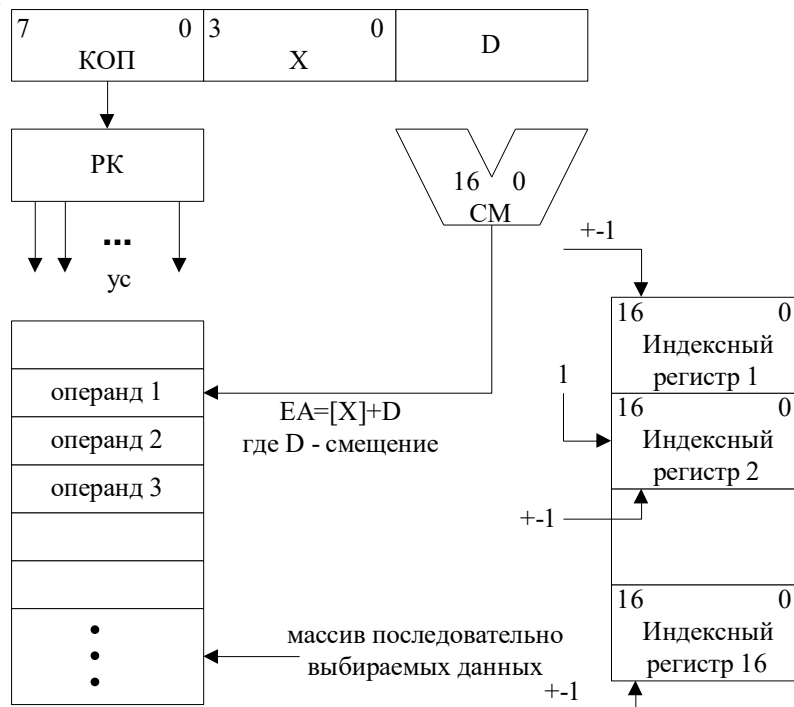 7 0 3 0
КОП X D
РК
16 0
СМ
...
ус
+-1
16 0
Индексный
регистр 1
1
16 0
Индексный
регистр 2
+-1
16 0
Индексный
регистр 16
+-1
операнд 1
операнд 2
операнд 3
EA=[X]+D
где D - смещение
массив последовательно
выбираемых данных